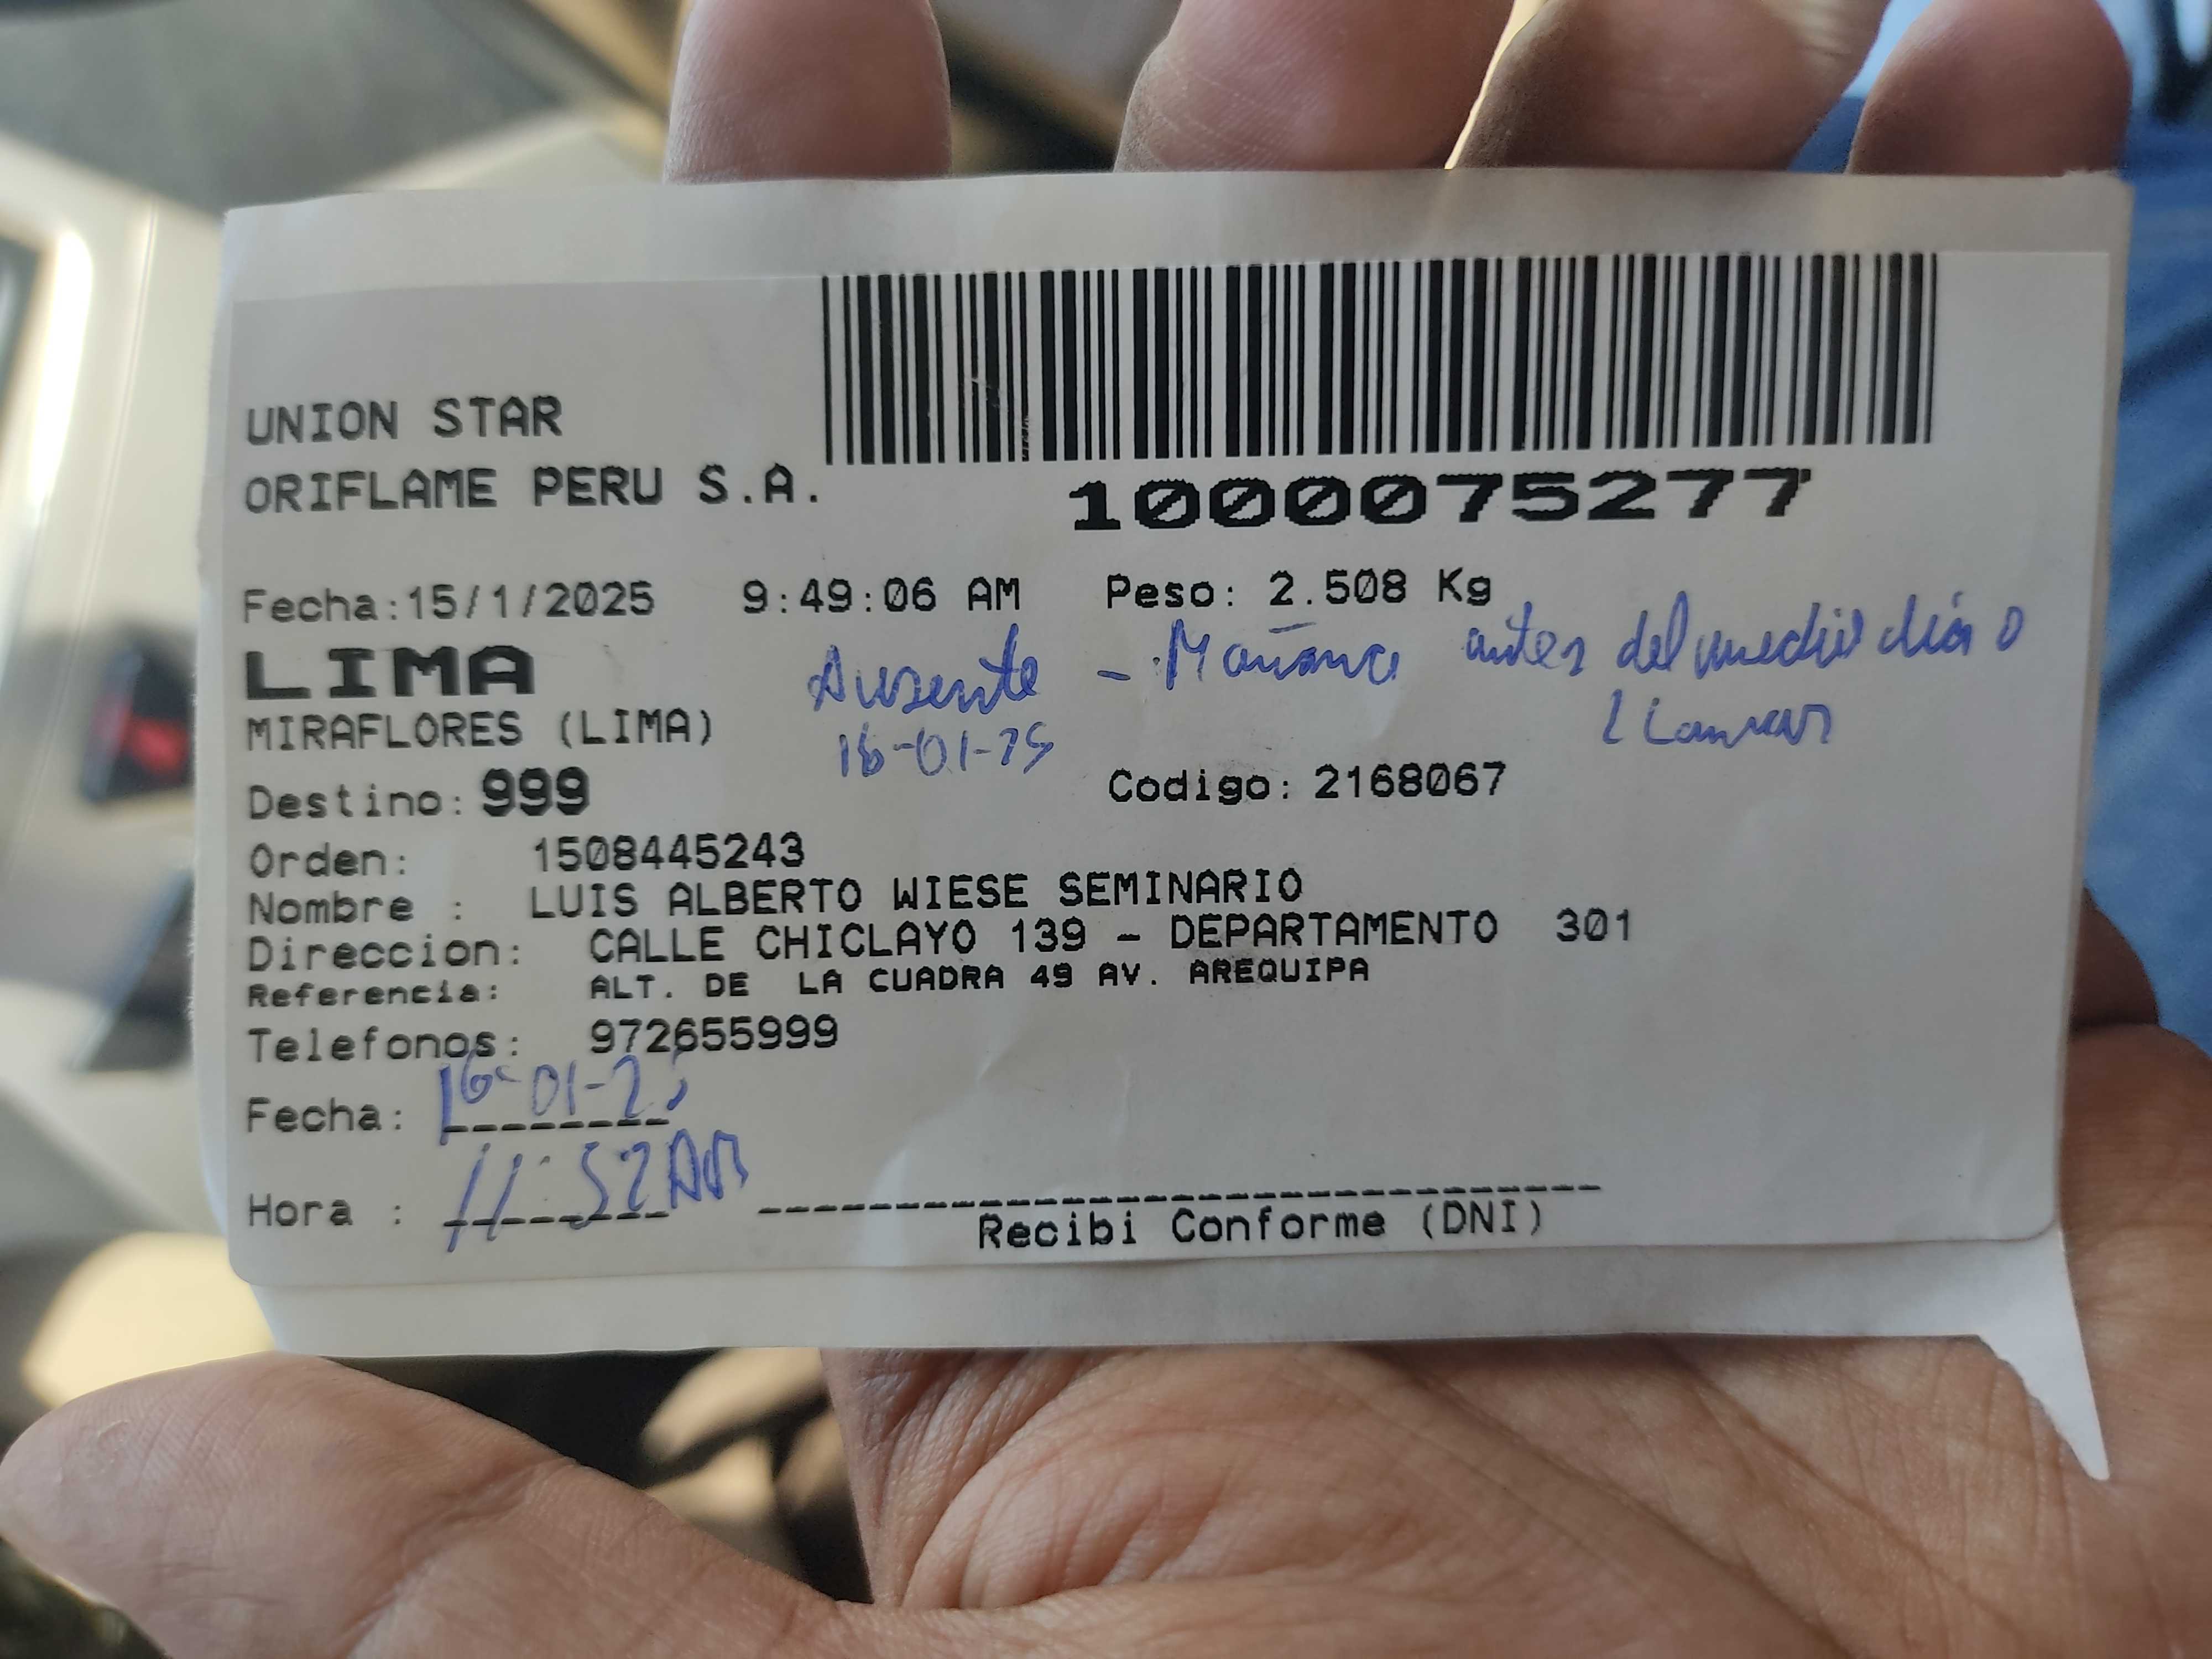 UNION STAR
ORIFLAME PERU S.A.
1000075277
Fecha:15/1/2025 9:49:06 AM Peso: 2.508 Kg
LIMA
Ausente - Mañana antes del medio día o
Llamar
MIRAFLORES (LIMA)
16-01-25
Destino: 999
Codigo: 2168067
Orden: 1508445243
Nombre : LUIS ALBERTO WIESE SEMINARIO
Direccion: CALLE CHICLAYO 139 - DEPARTAMENTO 301
Referencia: ALT. DE LA CUADRA 49 AV. AREQUIPA
Telefonos: 972655999
Fecha: 16-01-25
Hora : 11:52 AM
Recibi Conforme (DNI)